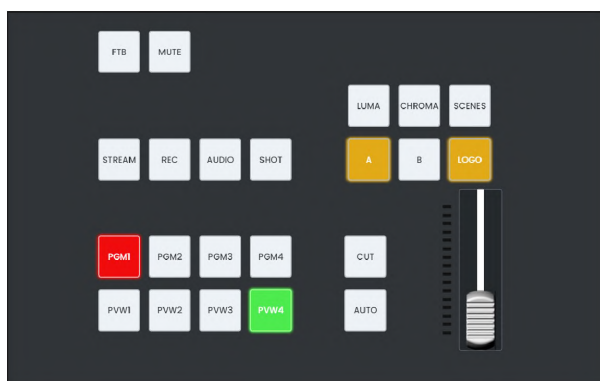 FTB MUTE
LUMA CHROMA SCENES
STREAM REC AUDIO SHOT A B LOGO
PGM1 PGM2 PGM3 PGM4 CUT
PVW1 PVW2 PVW3 PVW4 AUTO